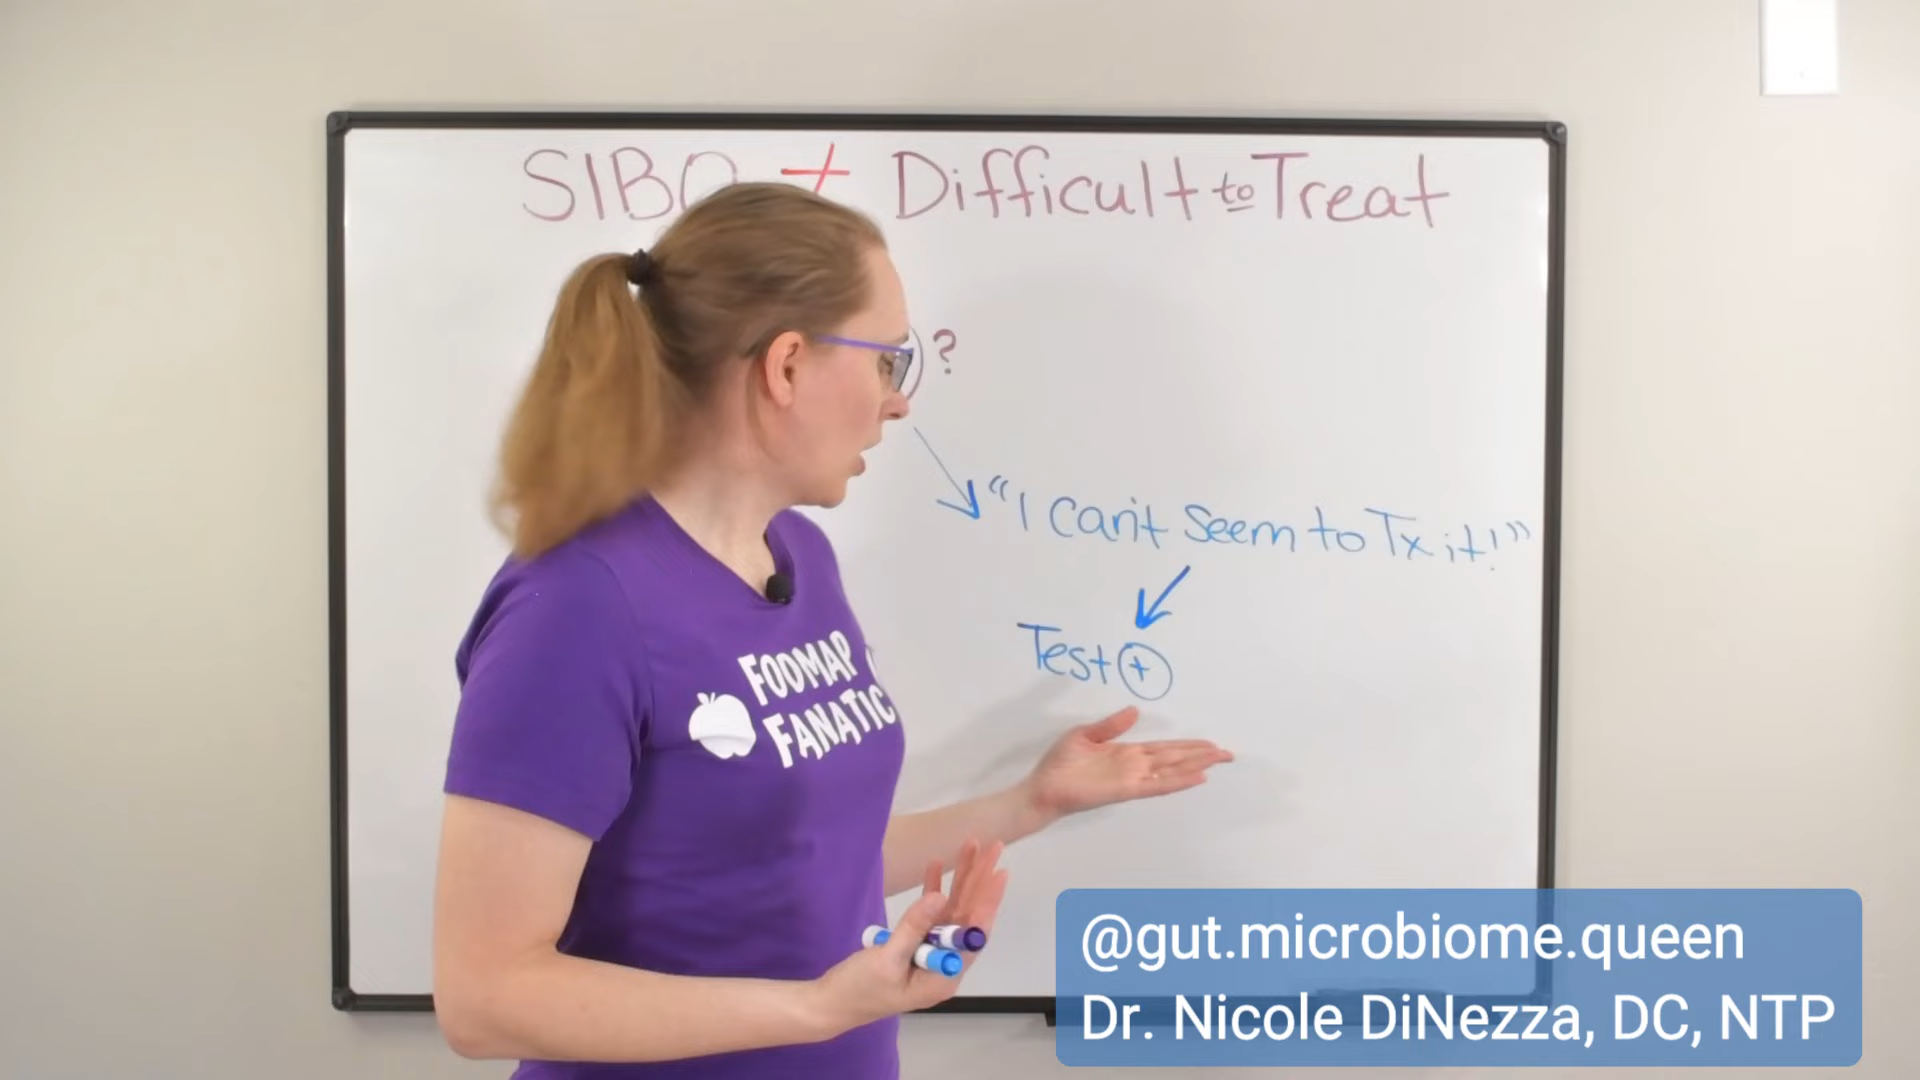 SIBO ≠ Difficult to Treat
?
"I can't seem to Tx it!"
Test +
FODMAP
FANATIC
@gut.microbiome.queen
Dr. Nicole DiNezza, DC, NTP